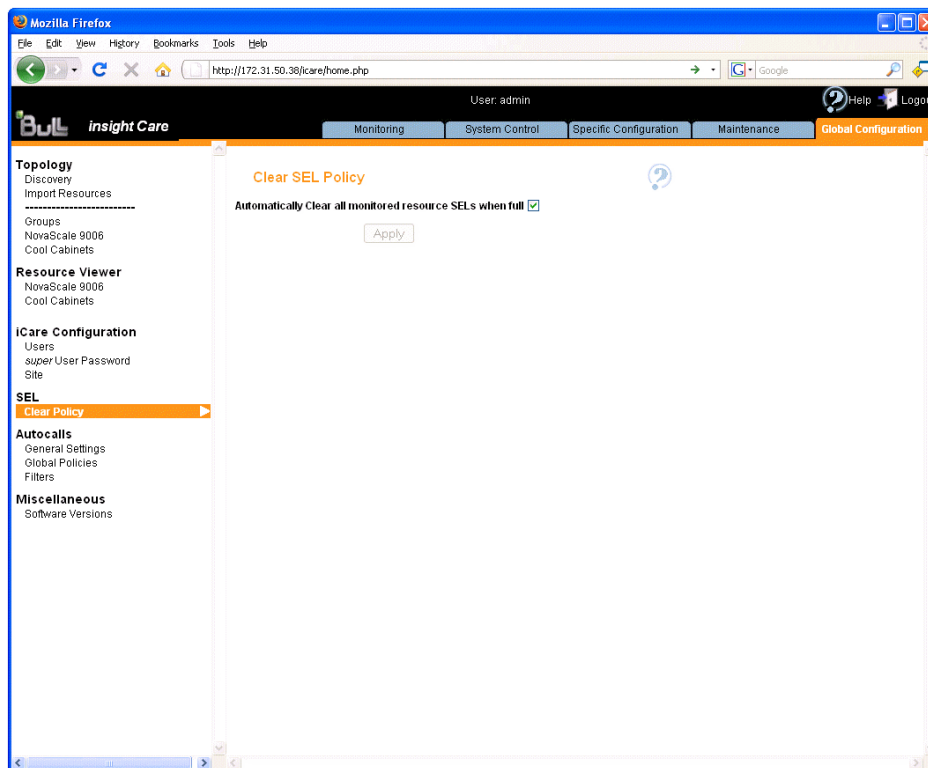 Mozilla Firefox
File Edit View History Bookmarks Tools Help
http://172.31.50.38/icare/home.php
G Google
User: admin
Help Logou
Bull insight Care
Monitoring System Control Specific Configuration Maintenance Global Configuration
Topology
Discovery
Import Resources
-------------------------
Groups
NovaScale 9006
Cool Cabinets
Resource Viewer
NovaScale 9006
Cool Cabinets
iCare Configuration
Users
super User Password
Site
SEL
Clear Policy
Autocalls
General Settings
Global Policies
Filters
Miscellaneous
Software Versions
Clear SEL Policy
Automatically Clear all monitored resource SELs when full
Apply